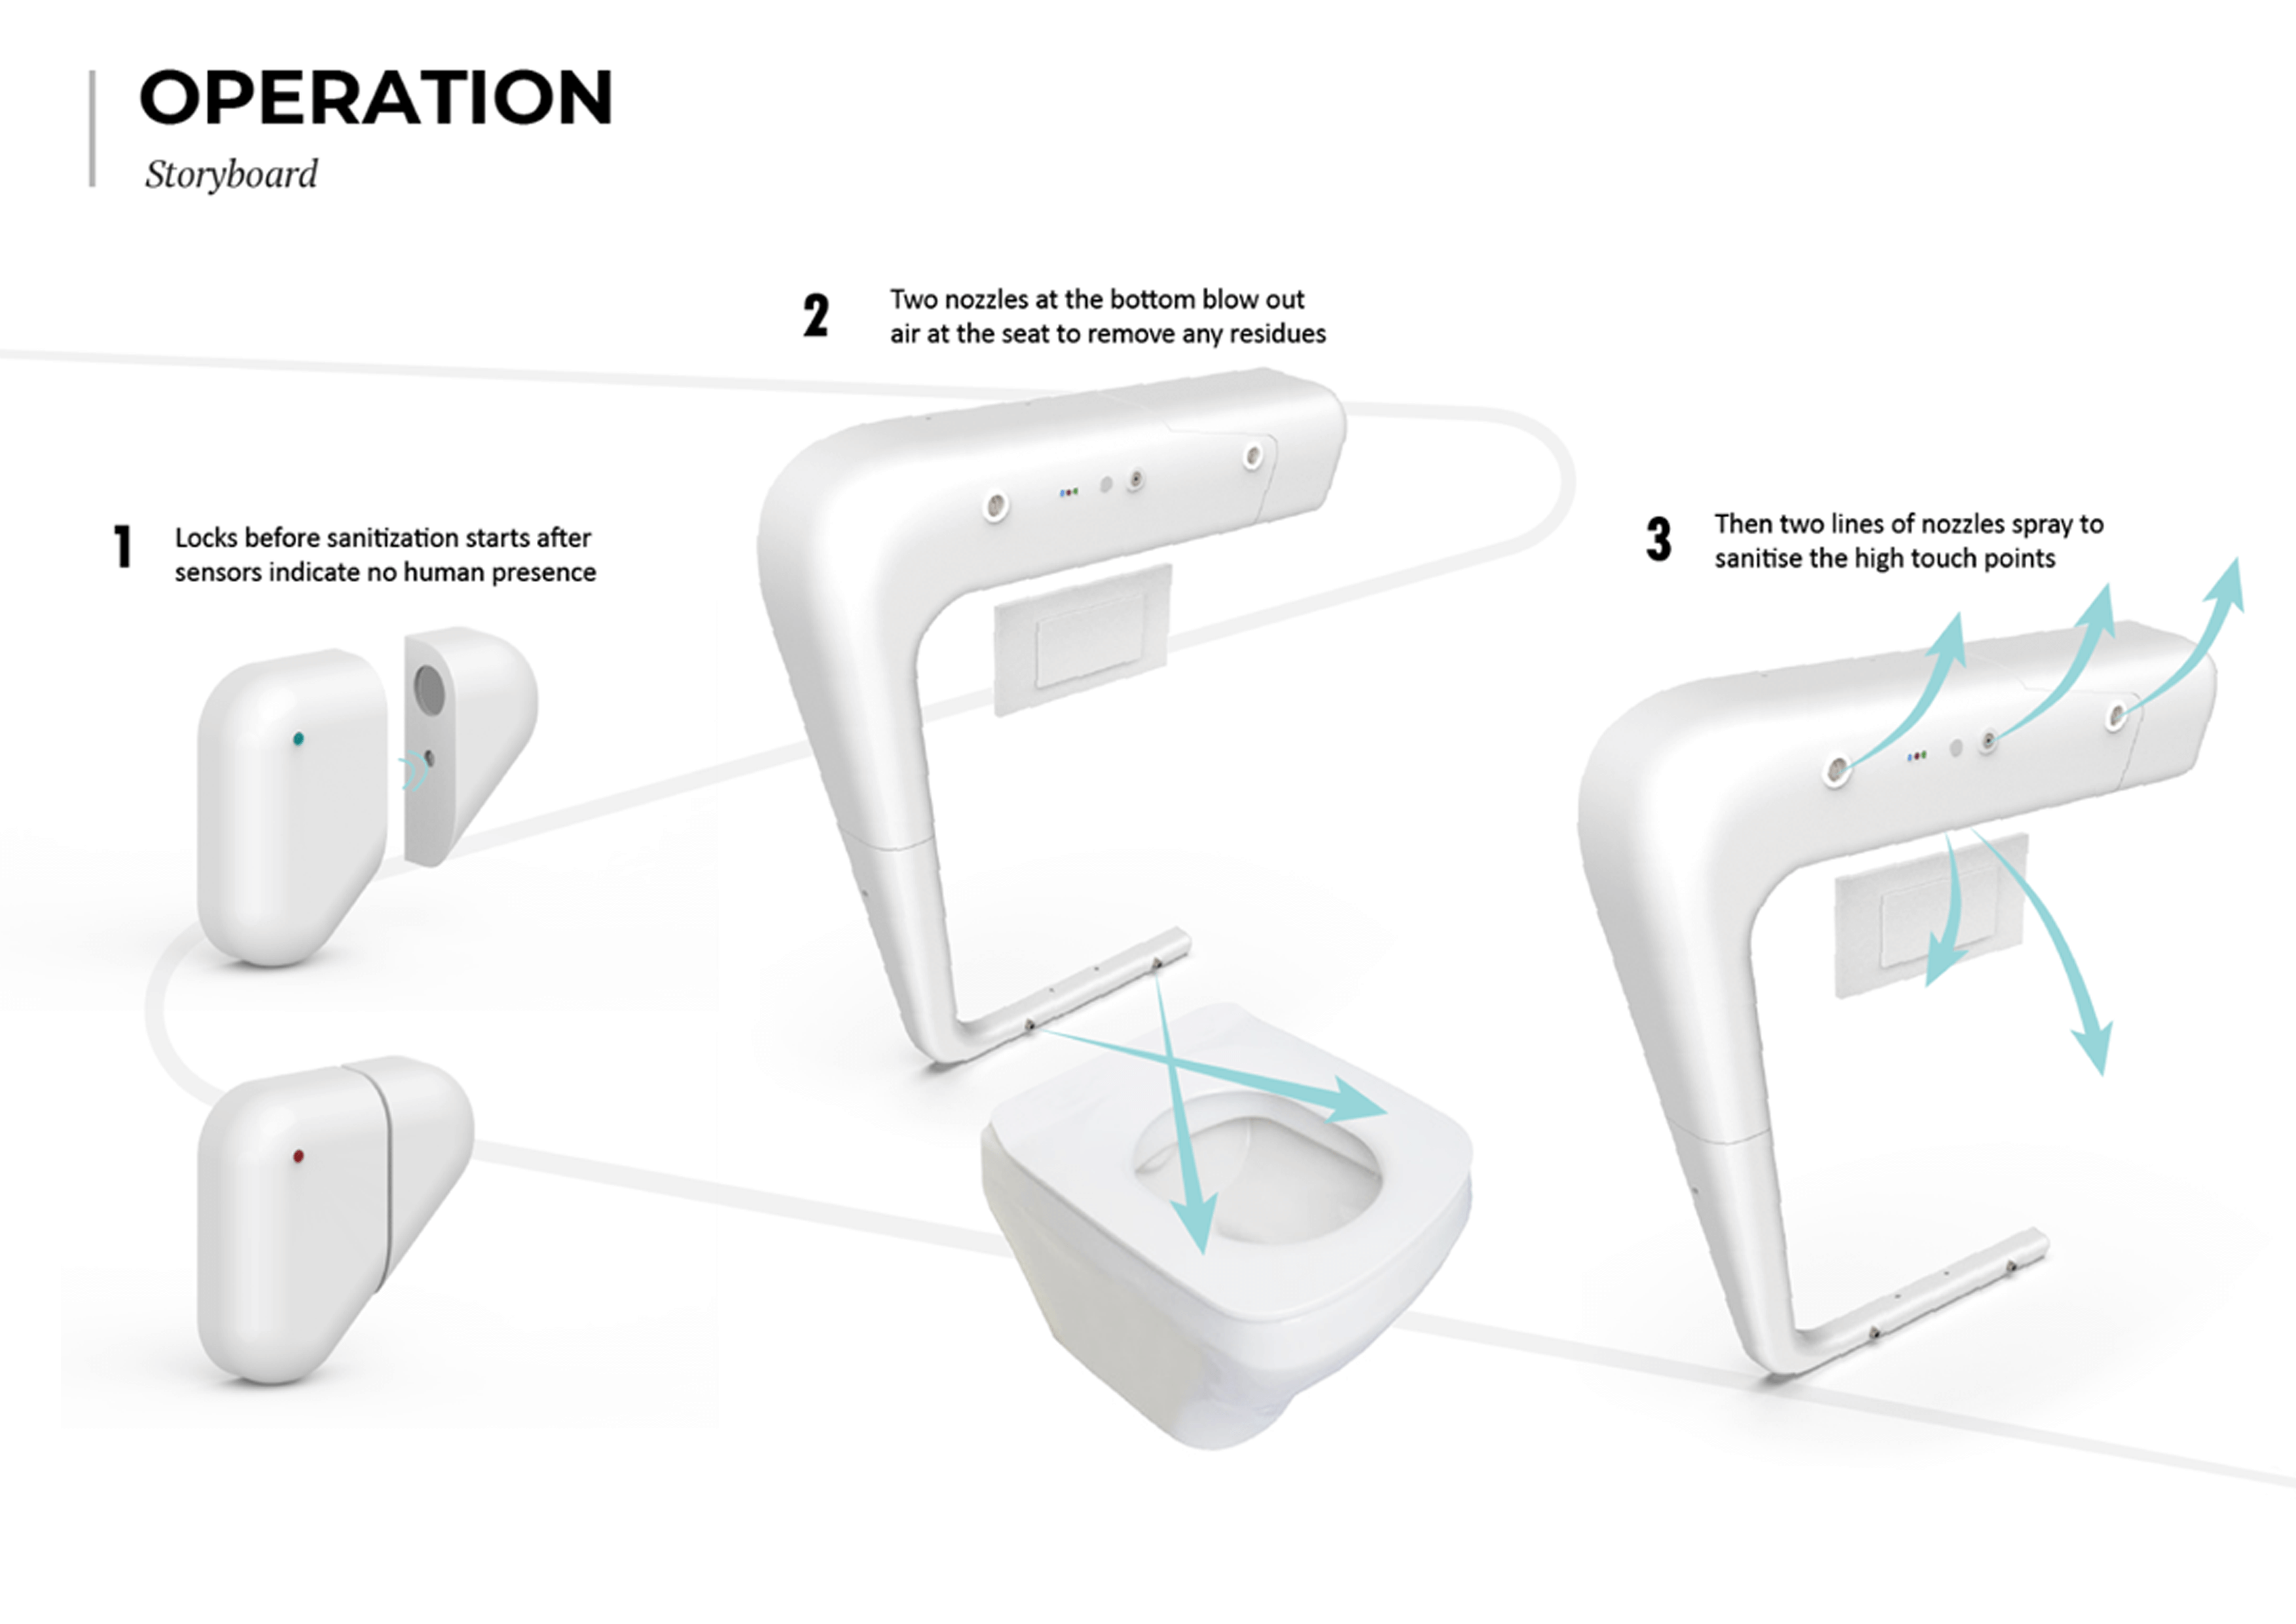 OPERATION
Storyboard
1
Locks before sanitization starts after
sensors indicate no human presence
2
Two nozzles at the bottom blow out
air at the seat to remove any residues
3
Then two lines of nozzles spray to
sanitise the high touch points